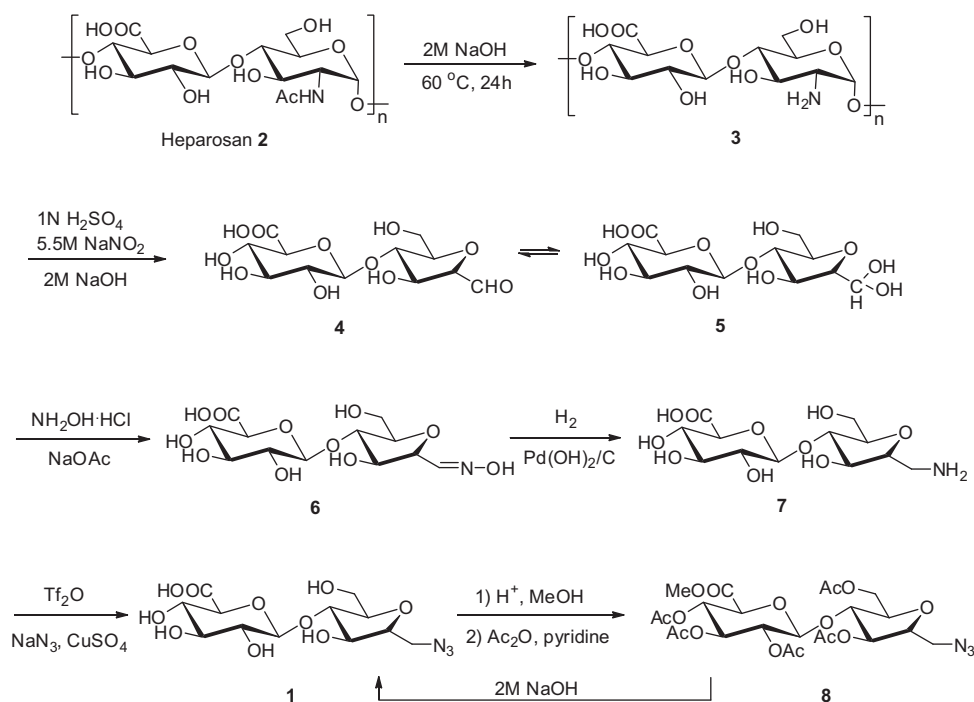 HOOC
O
O
HO
OH
O
HO
HO
AcHN
O
O
n
2M NaOH
60 °C, 24h
HOOC
O
O
HO
OH
O
HO
HO
H2N
O
O
n
Heparosan 2
3
1N H2SO4
5.5M NaNO2
2M NaOH
HOOC
HO
HO
O
OH
O
HO
HO
O
CHO
HOOC
HO
HO
O
OH
O
HO
HO
O
C
H
OH
OH
4
5
NH2OH·HCl
NaOAc
HOOC
HO
HO
O
OH
O
HO
HO
O
N
OH
H2
Pd(OH)2/C
HOOC
HO
HO
O
OH
O
HO
HO
O
NH2
6
7
Tf2O
NaN3, CuSO4
HOOC
HO
HO
O
OH
O
HO
HO
O
N3
1) H+, MeOH
2) Ac2O, pyridine
MeOOC
AcO
AcO
O
OAc
O
AcO
AcO
O
N3
1
2M NaOH
8